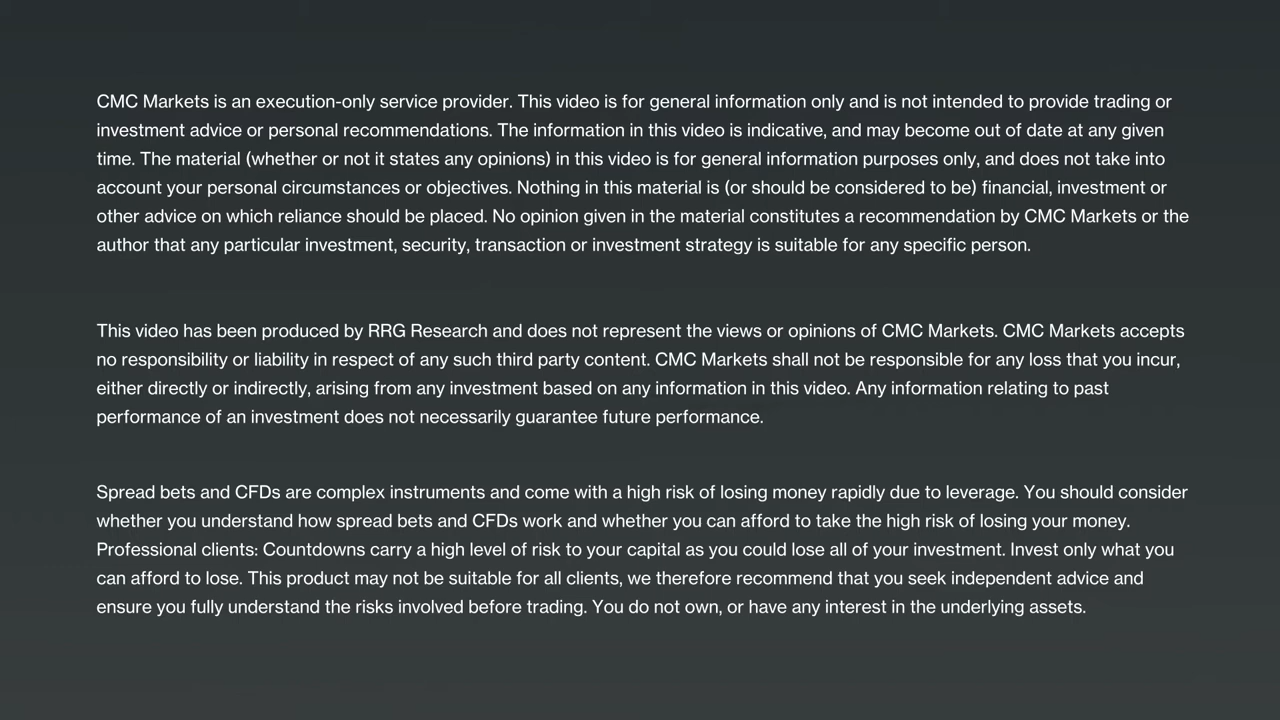 CMC Markets is an execution-only service provider. This video is for general information only and is not intended to provide trading or
investment advice or personal recommendations. The information in this video is indicative, and may become out of date at any given
time. The material (whether or not it states any opinions) in this video is for general information purposes only, and does not take into
account your personal circumstances or objectives. Nothing in this material is (or should be considered to be) financial, investment or
other advice on which reliance should be placed. No opinion given in the material constitutes a recommendation by CMC Markets or the
author that any particular investment, security, transaction or investment strategy is suitable for any specific person.
This video has been produced by RRG Research and does not represent the views or opinions of CMC Markets. CMC Markets accepts
no responsibility or liability in respect of any such third party content. CMC Markets shall not be responsible for any loss that you incur,
either directly or indirectly, arising from any investment based on any information in this video. Any information relating to past
performance of an investment does not necessarily guarantee future performance.
Spread bets and CFDs are complex instruments and come with a high risk of losing money rapidly due to leverage. You should consider
whether you understand how spread bets and CFDs work and whether you can afford to take the high risk of losing your money.
Professional clients: Countdowns carry a high level of risk to your capital as you could lose all of your investment. Invest only what you
can afford to lose. This product may not be suitable for all clients, we therefore recommend that you seek independent advice and
ensure you fully understand the risks involved before trading. You do not own, or have any interest in the underlying assets.